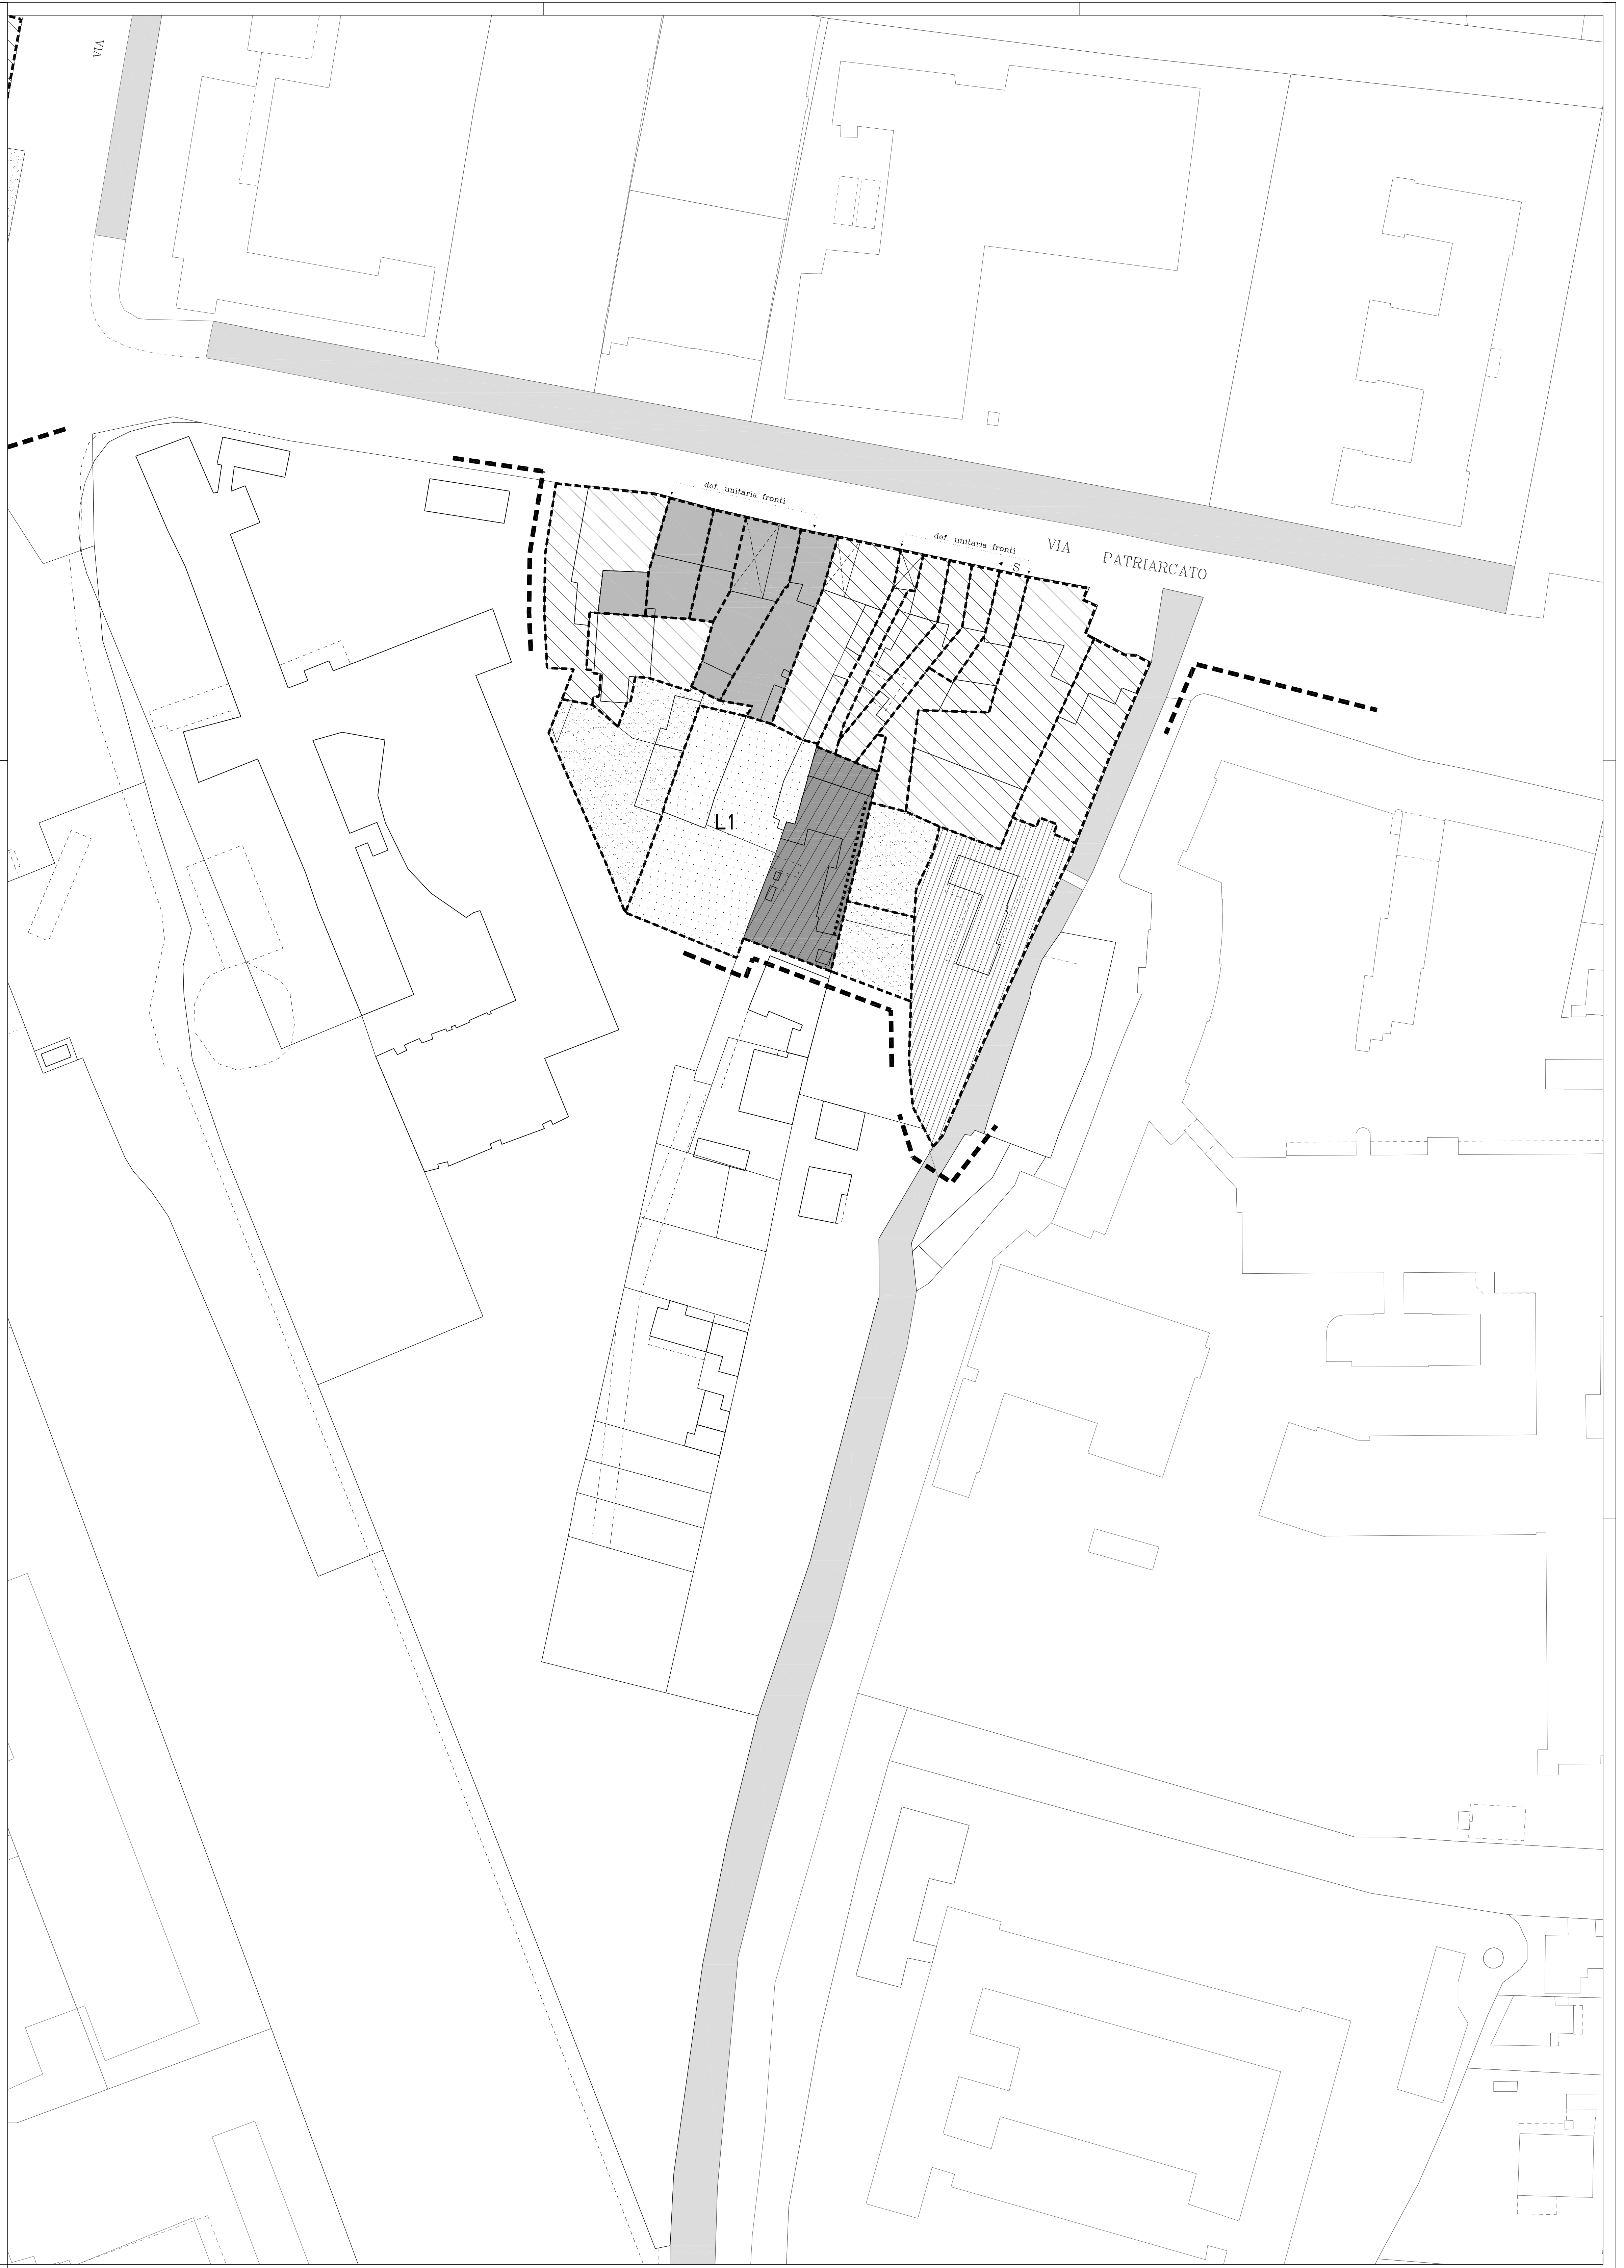 VIA
def. unitaria fronti
def. unitaria fronti
S
VIA PATRIARCATO
L1